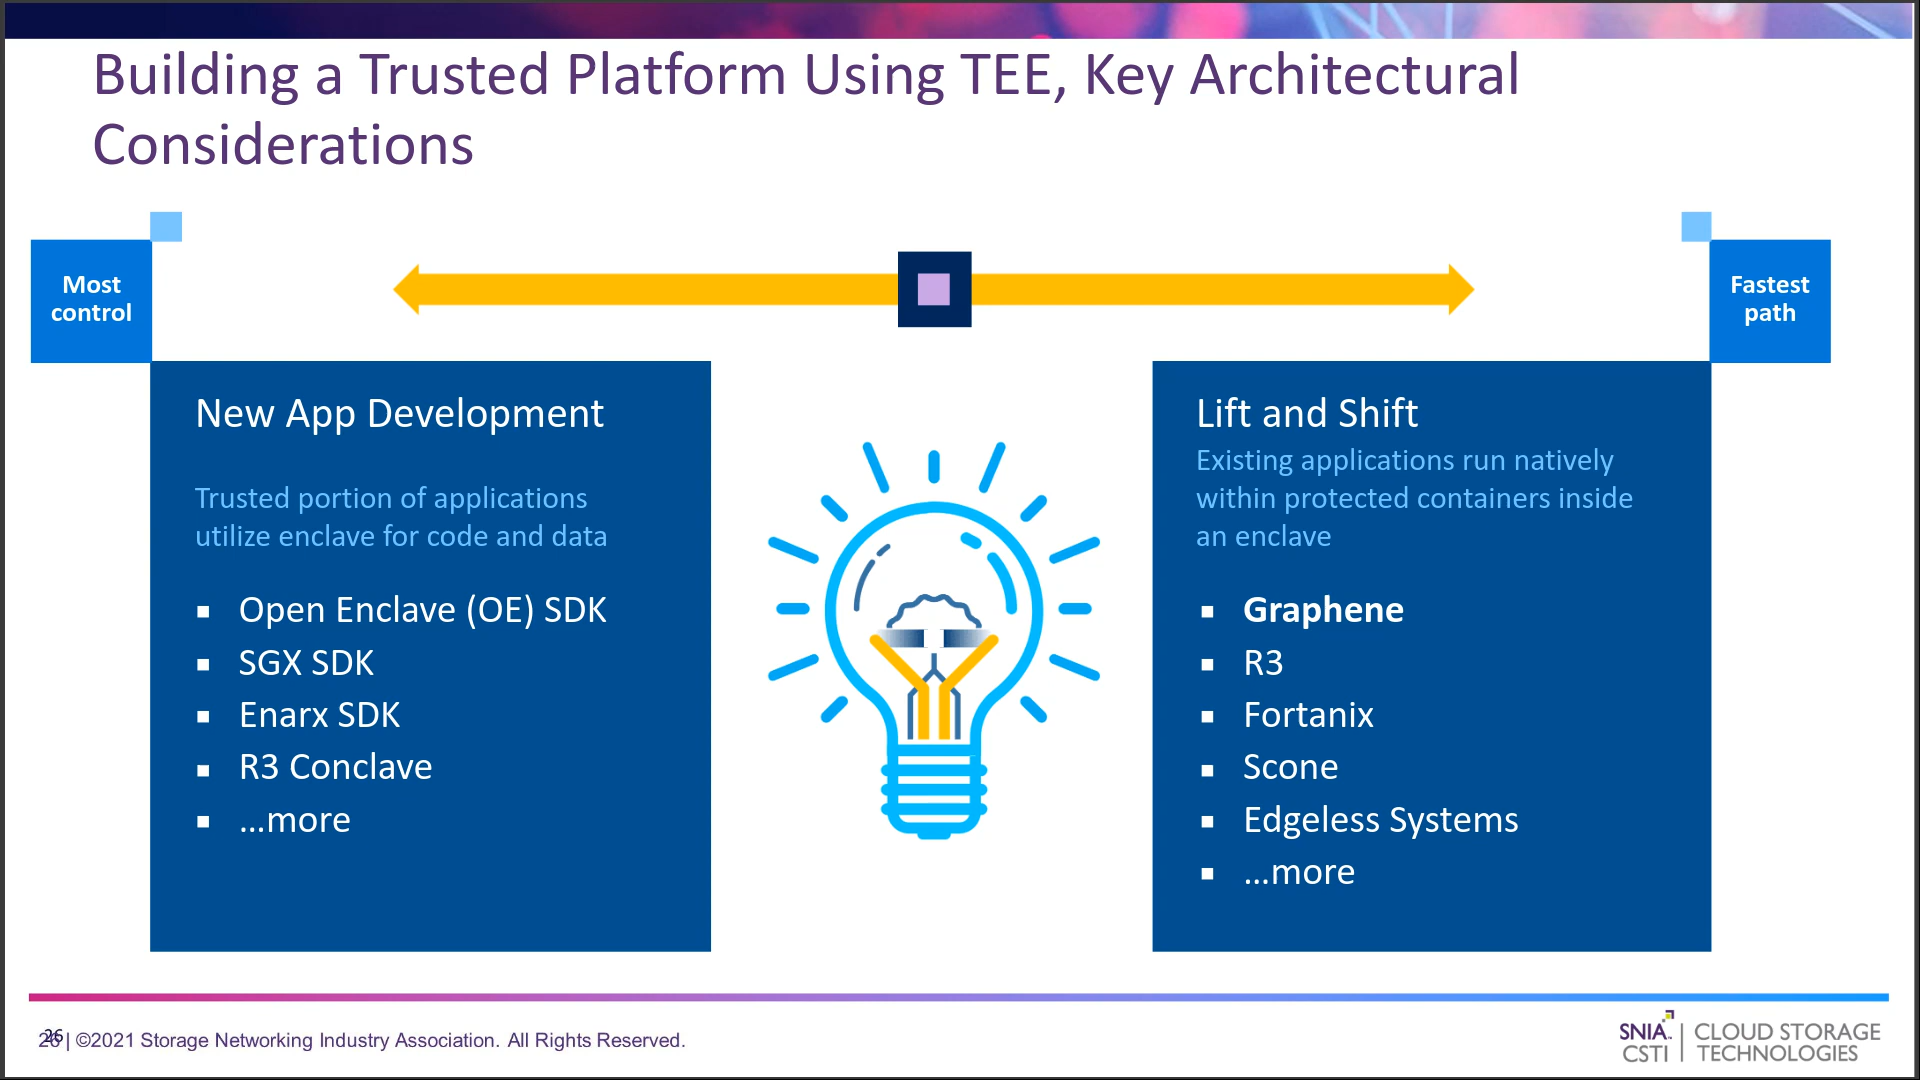 Building a Trusted Platform Using TEE, Key Architectural
Considerations
Most
control
Fastest
path
New App Development
Trusted portion of applications
utilize enclave for code and data
▪ Open Enclave (OE) SDK
▪ SGX SDK
▪ Enarx SDK
▪ R3 Conclave
▪ ...more
Lift and Shift
Existing applications run natively
within protected containers inside
an enclave
▪ Graphene
▪ R3
▪ Fortanix
▪ Scone
▪ Edgeless Systems
▪ ...more
26
26 | ©2021 Storage Networking Industry Association. All Rights Reserved.
SNIA. | CLOUD STORAGE
CSTI | TECHNOLOGIES